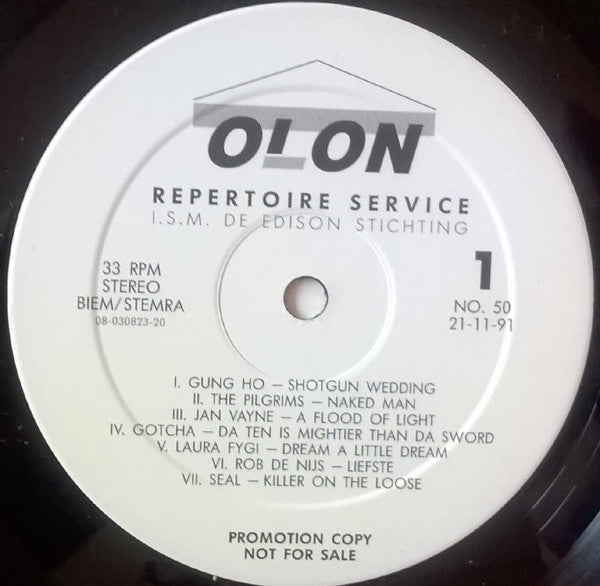 OLON
REPERTOIRE SERVICE
I.S.M. DE EDISON STICHTING
33 RPM
STEREO
BIEM/STEMRA
08-030823-20
1
NO. 50
21-11-91
I. GUNG HO – SHOTGUN WEDDING
II. THE PILGRIMS – NAKED MAN
III. JAN VAYNE – A FLOOD OF LIGHT
IV. GOTCHA – DA TEN IS MIGHTIER THAN DA SWORD
V. LAURA FYGI – DREAM A LITTLE DREAM
VI. ROB DE NIJS – LIEFSTE
VII. SEAL – KILLER ON THE LOOSE
PROMOTION COPY
NOT FOR SALE